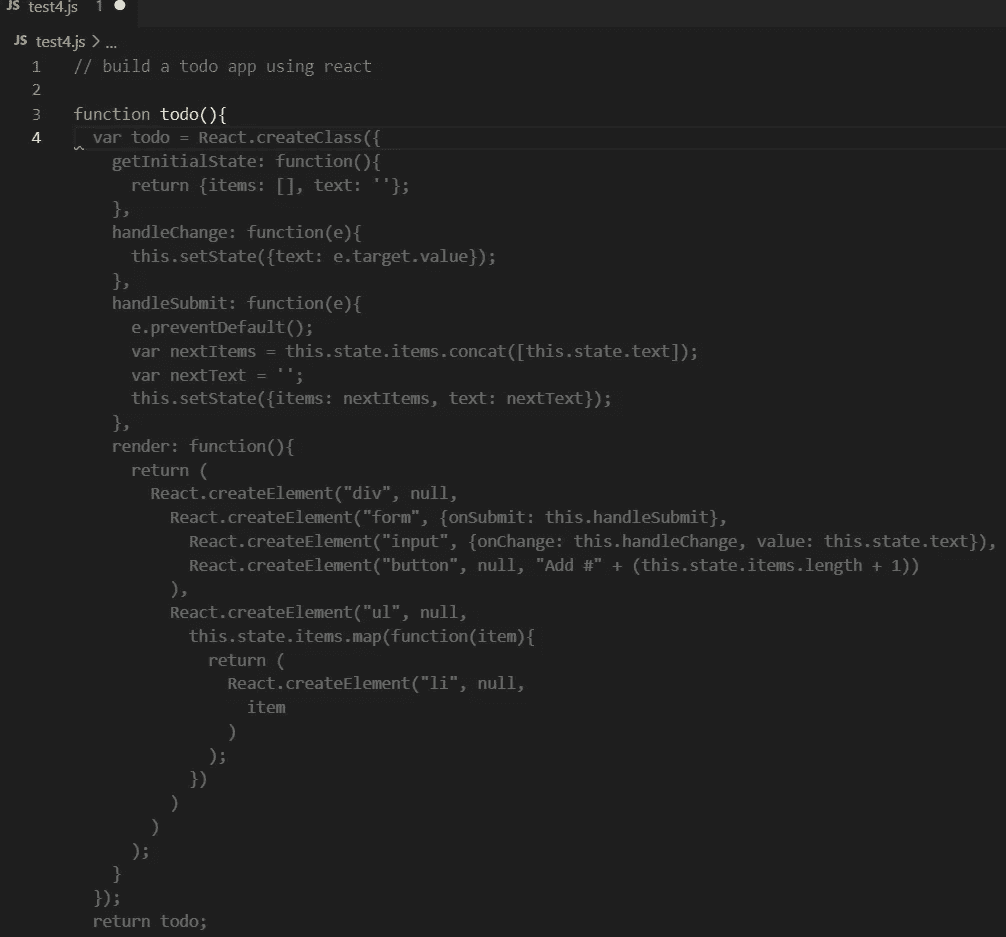 JS test4.js 1
JS test4.js > ...
1 // build a todo app using react
2
3 function todo(){
4   var todo = React.createClass({
    getInitialState: function(){
      return {items: [], text: ''};
    },
    handleChange: function(e){
      this.setState({text: e.target.value});
    },
    handleSubmit: function(e){
      e.preventDefault();
      var nextItems = this.state.items.concat([this.state.text]);
      var nextText = '';
      this.setState({items: nextItems, text: nextText});
    },
    render: function(){
      return (
        React.createElement("div", null,
          React.createElement("form", {onSubmit: this.handleSubmit},
            React.createElement("input", {onChange: this.handleChange, value: this.state.text}),
            React.createElement("button", null, "Add #" + (this.state.items.length + 1))
          ),
          React.createElement("ul", null,
            this.state.items.map(function(item){
              return (
                React.createElement("li", null,
                  item
                )
              );
            })
          )
        )
      );
    }
  });
  return todo;